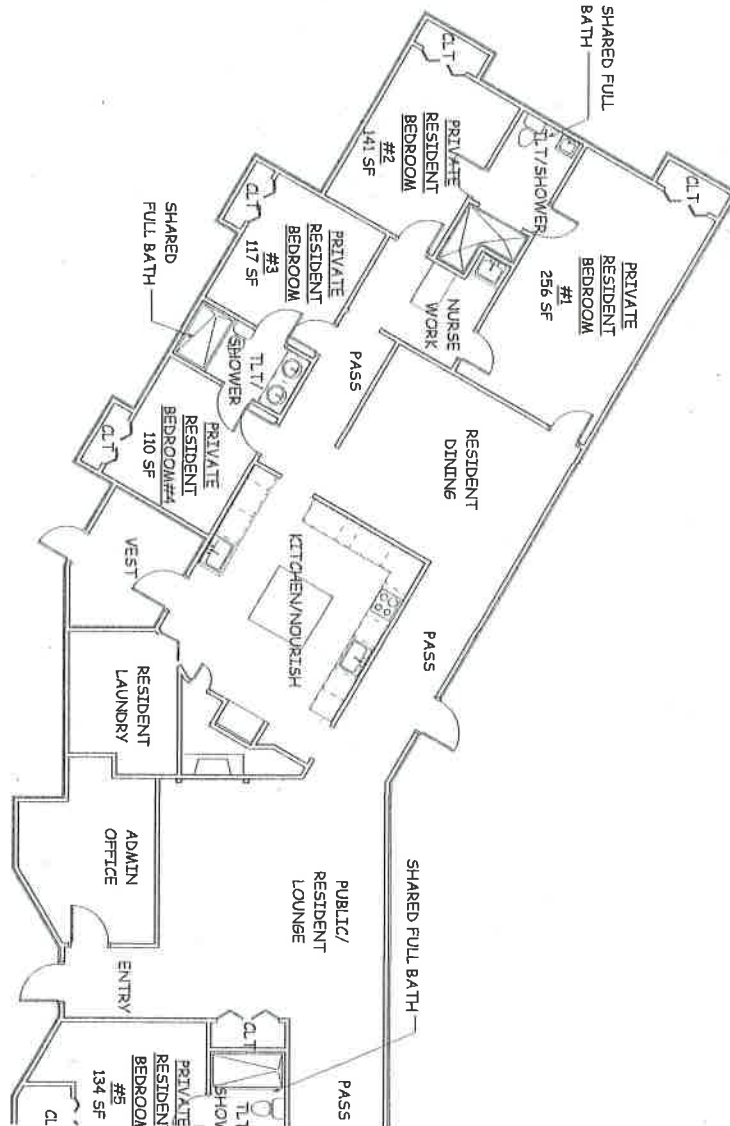 SHARED FULL
BATH
CLT
PRIVATE
RESIDENT
BEDROOM
#2
141 SF
TLT/SHOWER
CLT
PRIVATE
RESIDENT
BEDROOM
#1
256 SF
SHARED
FULL BATH
CLT
PRIVATE
RESIDENT
BEDROOM
#3
117 SF
TLT/
SHOWER
NURSE
WORK
PASS
CLT
PRIVATE
RESIDENT
BEDROOM#4
110 SF
RESIDENT
DINING
VEST
KITCHEN/NOURISH
PASS
RESIDENT
LAUNDRY
ADMIN
OFFICE
PUBLIC/
RESIDENT
LOUNGE
SHARED FULL BATH
ENTRY
CLT
PRIVATE
RESIDENT
BEDROOM
#5
134 SF
TLT
SHOW
CL
PASS